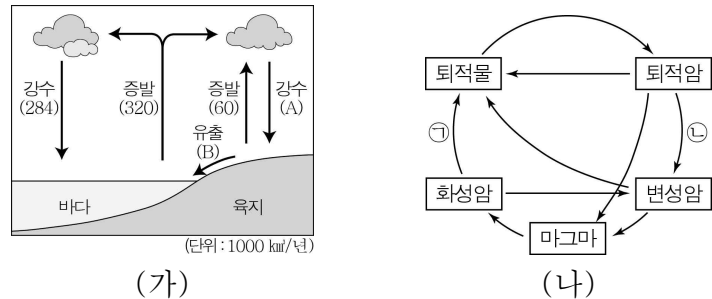 강수
(284)
증발
(320)
증발
(60)
강수
(A)
유출
(B)
바다
육지
(단위 : 1000 ㎦/년)
(가)
퇴적물
퇴적암
㉠
㉡
화성암
변성암
마그마
(나)